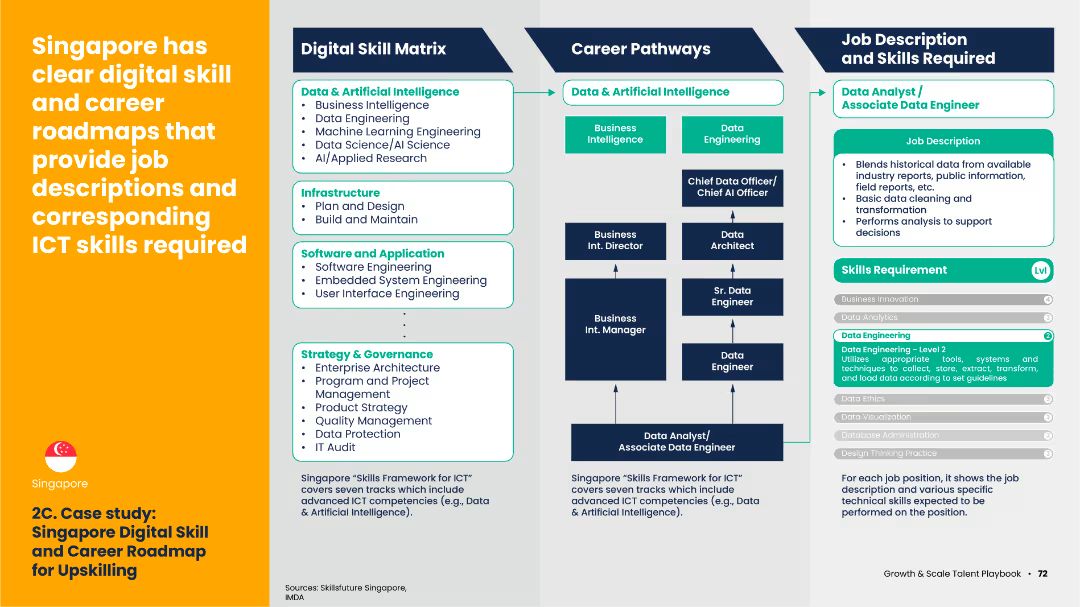 Singapore has
clear digital skill
and career
roadmaps that
provide job
descriptions and
corresponding
ICT skills required
Singapore
2C. Case study:
Singapore Digital Skill
and Career Roadmap
for Upskilling
Digital Skill Matrix
Data & Artificial Intelligence
• Business Intelligence
• Data Engineering
• Machine Learning Engineering
• Data Science/AI Science
• AI/Applied Research
Infrastructure
• Plan and Design
• Build and Maintain
Software and Application
• Software Engineering
• Embedded System Engineering
• User Interface Engineering
Strategy & Governance
• Enterprise Architecture
• Program and Project
Management
• Product Strategy
• Quality Management
• Data Protection
• IT Audit
Singapore “Skills Framework for ICT”
covers seven tracks which include
advanced ICT competencies (e.g., Data
& Artificial Intelligence).
Sources: Skillsfuture Singapore,
IMDA
Career Pathways
Data & Artificial Intelligence
Business
Intelligence
Data
Engineering
Chief Data Officer/
Chief AI Officer
Business
Int. Director
Data
Architect
Business
Int. Manager
Sr. Data
Engineer
Data
Engineer
Data Analyst/
Associate Data Engineer
Singapore “Skills Framework for ICT”
covers seven tracks which include
advanced ICT competencies (e.g., Data
& Artificial Intelligence).
Job Description
and Skills Required
Data Analyst /
Associate Data Engineer
Job Description
• Blends historical data from available
industry reports, public information,
field reports, etc.
• Basic data cleaning and
transformation
• Performs analysis to support
decisions
Skills Requirement Lvl
Business Innovation
Data Analytics
Data Engineering 2
Data Engineering - Level 2
Utilizes appropriate tools, systems and
techniques to collect, store, extract, transform,
and load data according to set guidelines
Data Ethics
Data Visualization
Database Administration
Design Thinking Practice
For each job position, it shows the job
description and various specific
technical skills expected to be
performed on the position.
Growth & Scale Talent Playbook • 72